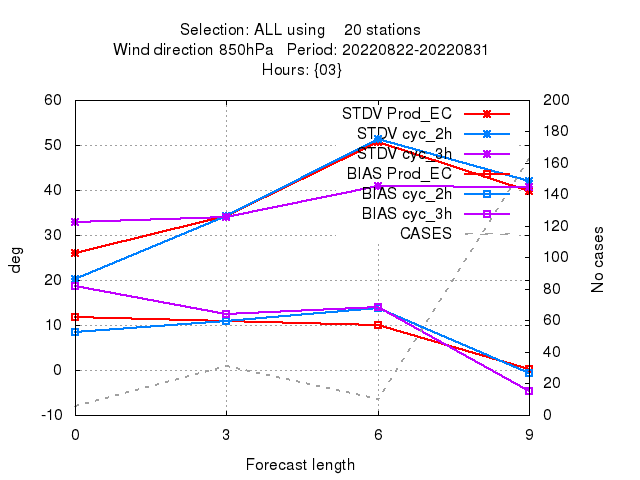 Selection: ALL using 20 stations
Wind direction 850hPa Period: 20220822-20220831
Hours: {03}
60
50
40
30
20
10
0
-10
200
180
160
140
120
100
80
60
40
20
0
STDV Prod_EC
STDV cyc_2h
STDV cyc_3h
BIAS Prod_EC
BIAS cyc_2h
BIAS cyc_3h
CASES
deg
No cases
0 3 6 9
Forecast length